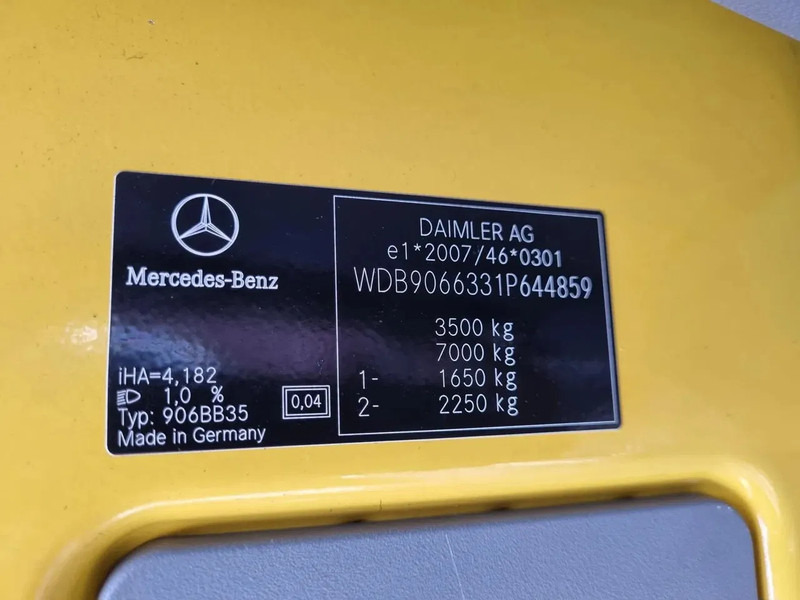 Mercedes-Benz
iHA=4,182
1,0 %
Typ: 906BB35
Made in Germany
0,04
DAIMLER AG
e1*2007/46*0301
WDB9066331P644859
3500 kg
7000 kg
1- 1650 kg
2- 2250 kg